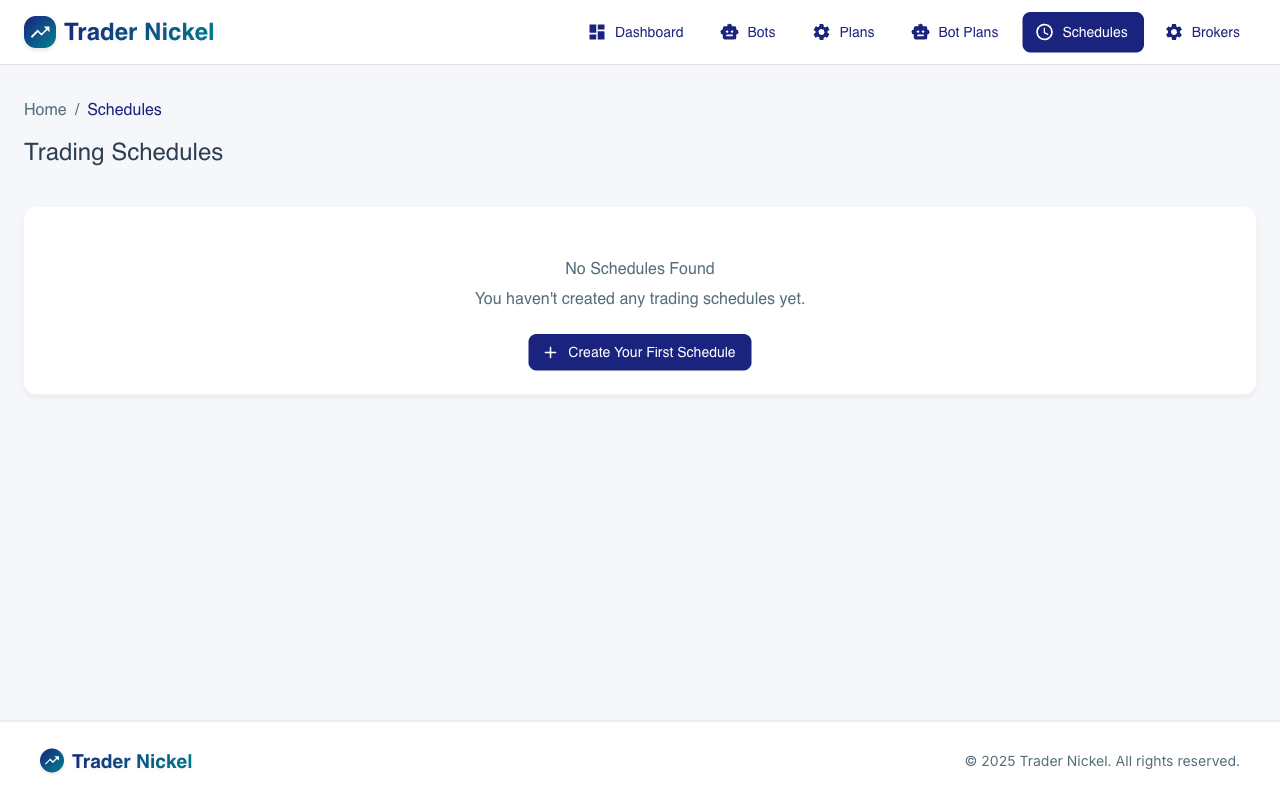 Trader Nickel
Dashboard Bots Plans Bot Plans Schedules Brokers
Home / Schedules
Trading Schedules
No Schedules Found
You haven't created any trading schedules yet.
Create Your First Schedule
Trader Nickel
© 2025 Trader Nickel. All rights reserved.